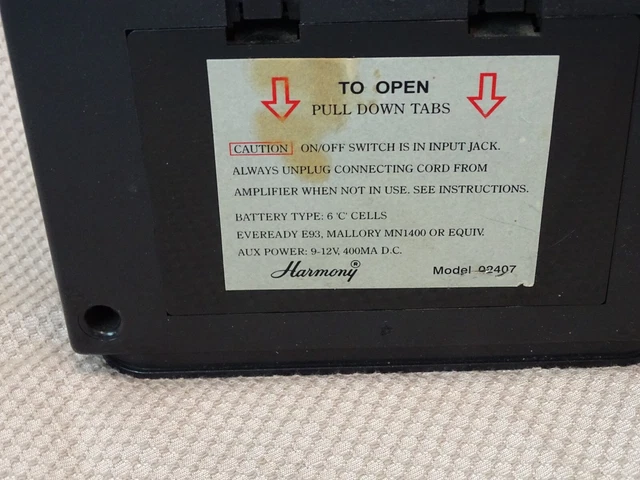 TO OPEN
PULL DOWN TABS
CAUTION ON/OFF SWITCH IS IN INPUT JACK.
ALWAYS UNPLUG CONNECTING CORD FROM
AMPLIFIER WHEN NOT IN USE. SEE INSTRUCTIONS.
BATTERY TYPE: 6 'C' CELLS
EVEREADY E93, MALLORY MN1400 OR EQUIV.
AUX POWER: 9-12V, 400MA D.C.
Harmony® Model 02407